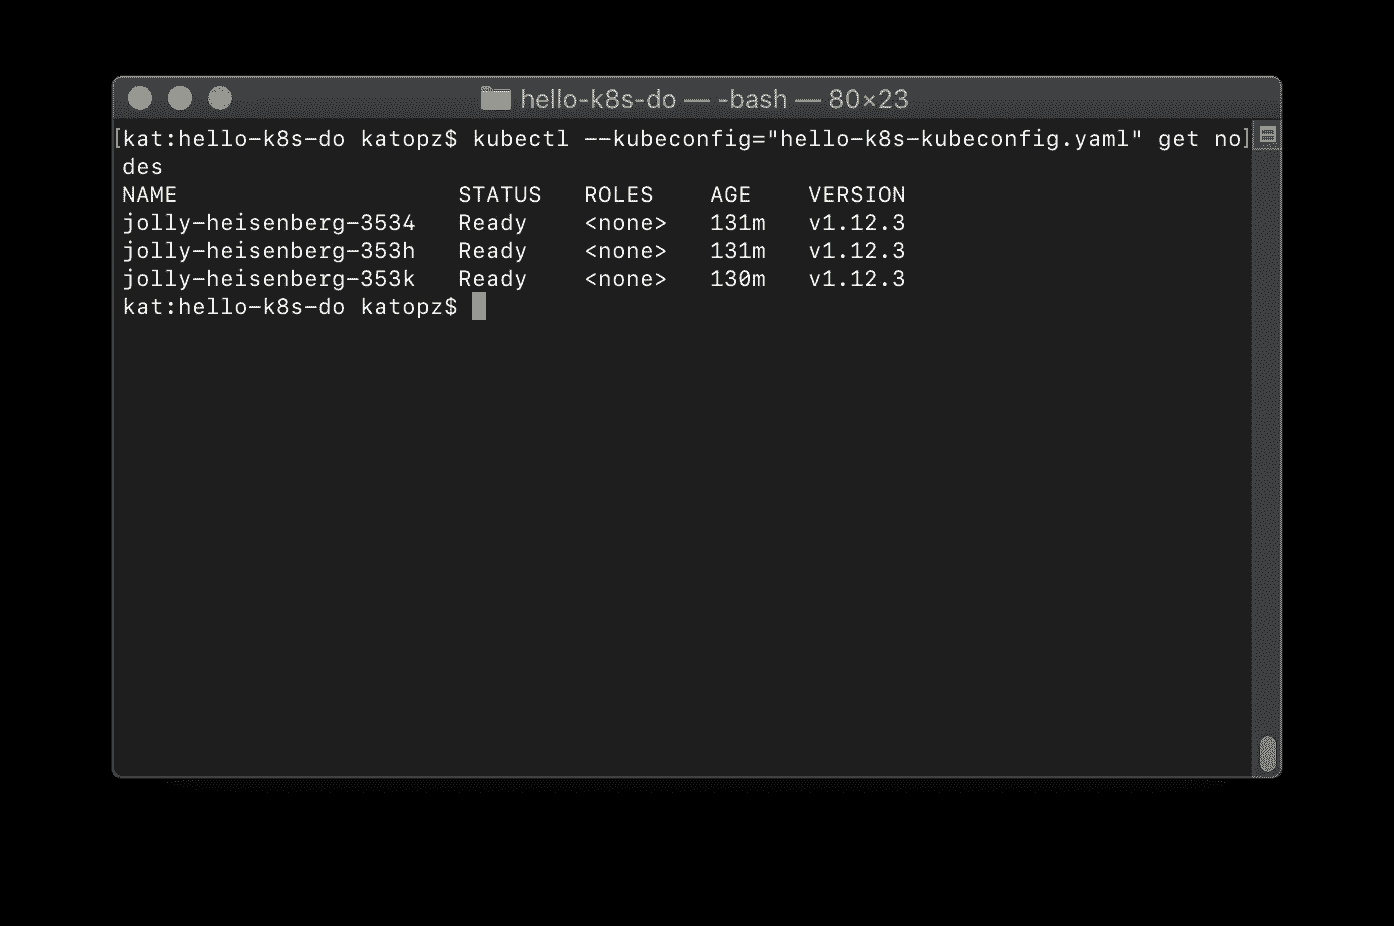 hello-k8s-do — -bash — 80×23
[kat:hello-k8s-do katopz$ kubectl --kubeconfig="hello-k8s-kubeconfig.yaml" get no]
des
NAME                    STATUS   ROLES    AGE    VERSION
jolly-heisenberg-3534   Ready    <none>   131m   v1.12.3
jolly-heisenberg-353h   Ready    <none>   131m   v1.12.3
jolly-heisenberg-353k   Ready    <none>   130m   v1.12.3
kat:hello-k8s-do katopz$